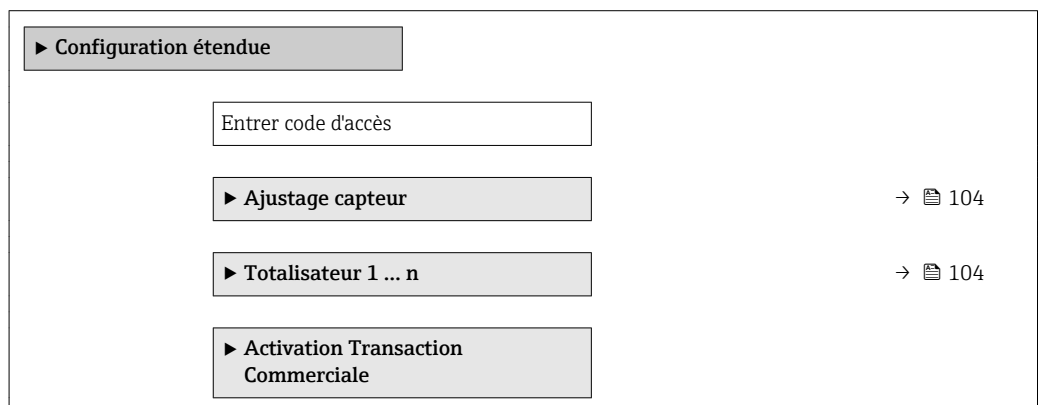 ▶ Configuration étendue
Entrer code d'accès
▶ Ajustage capteur → 104
▶ Totalisateur 1 … n → 104
▶ Activation Transaction
Commerciale